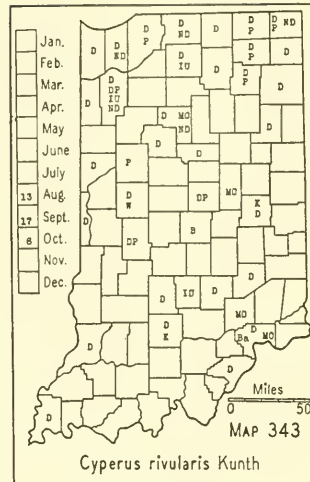 D D ND D P D ND D D P D P ND
Jan.
Feb.
D IU D D P
Mar.
D DP IU ND D P D
Apr.
D MO ND
May
D D
June
D P D
July
13 Aug.
D W DP MO K D
17 Sept.
D B
6 Oct.
DP
Nov.
Dec.
D IU D
D K MO
D Ba D MO
D
D
Miles
0 50
MAP 343
Cyperus rivularis Kunth